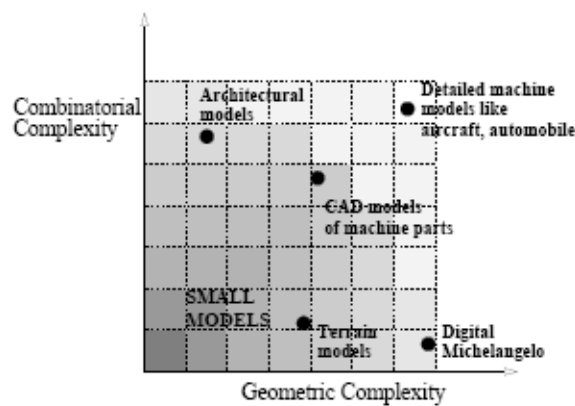 Combinatorial
Complexity
Architectural
models
Detailed machine
models like
aircraft, automobile
CAD models
of machine parts
SMALL
MODELS
Terrain
models
Digital
Michelangelo
Geometric Complexity